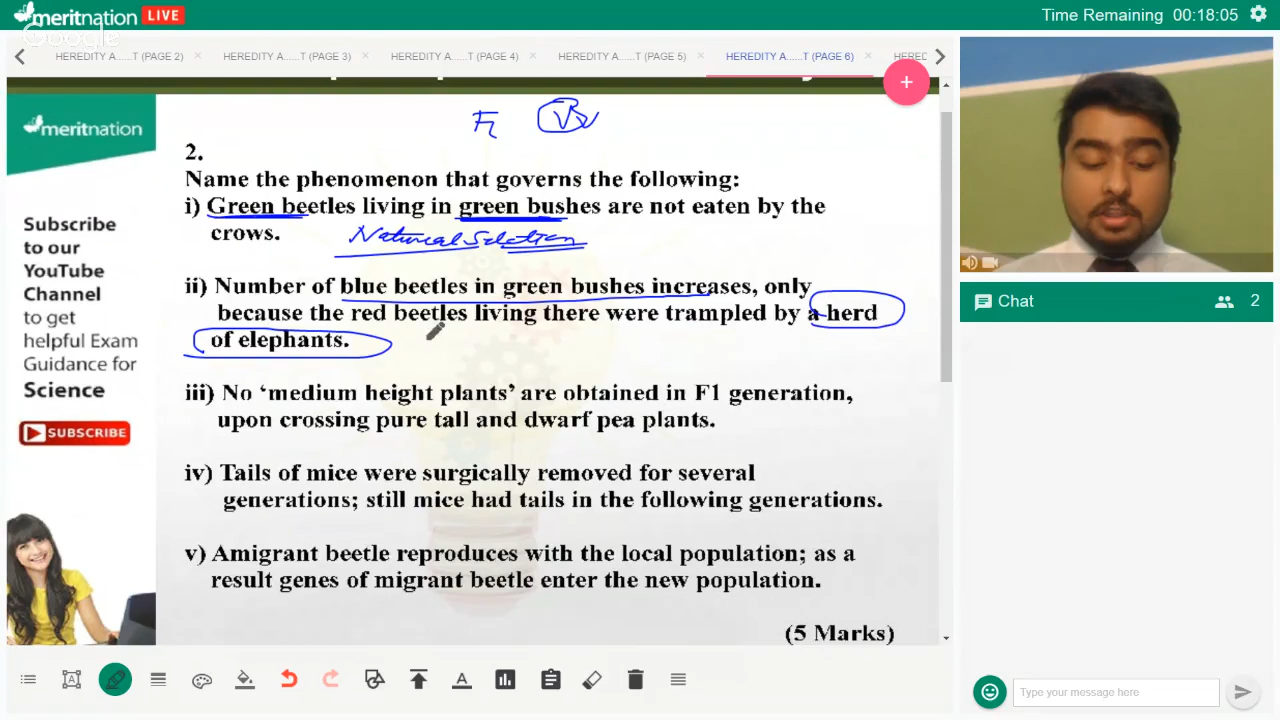 meritnation LIVE
Google
Time Remaining 00:18:05
HEREDITY A......T (PAGE 2) × HEREDITY A......T (PAGE 3) × HEREDITY A......T (PAGE 4) × HEREDITY A......T (PAGE 5) × HEREDITY A......T (PAGE 6) × HERED
+
meritnation
Subscribe
to our
YouTube
Channel
to get
helpful Exam
Guidance for
Science
SUBSCRIBE
F1
2.
Name the phenomenon that governs the following:
i) Green beetles living in green bushes are not eaten by the
crows. Natural Selection
ii) Number of blue beetles in green bushes increases, only
because the red beetles living there were trampled by a herd
of elephants.
iii) No ‘medium height plants’ are obtained in F1 generation,
upon crossing pure tall and dwarf pea plants.
iv) Tails of mice were surgically removed for several
generations; still mice had tails in the following generations.
v) Amigrant beetle reproduces with the local population; as a
result genes of migrant beetle enter the new population.
(5 Marks)
Chat 2
Type your message here